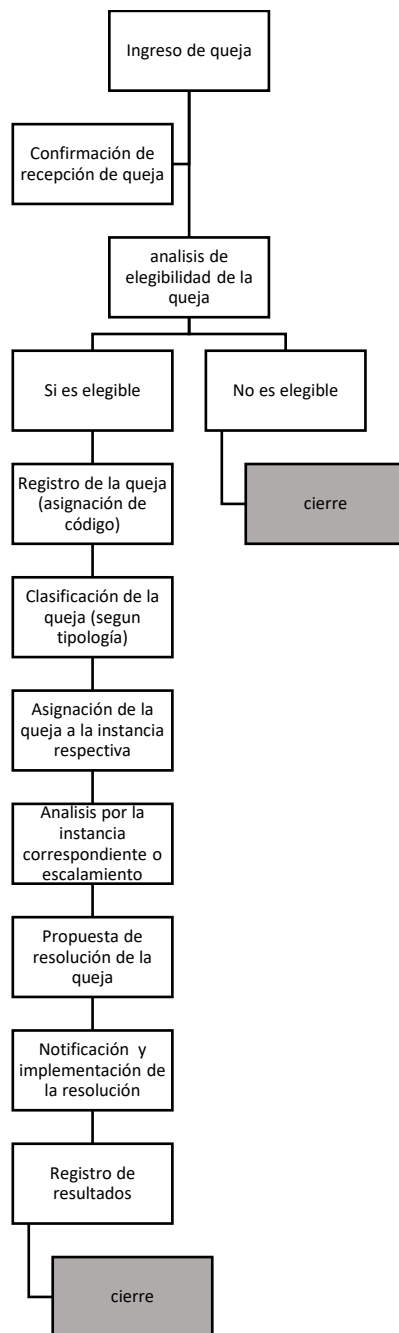 Ingreso de queja
Confirmación de
recepción de queja
analisis de
elegibilidad de la
queja
Si es elegible
No es elegible
Registro de la queja
(asignación de
código)
cierre
Clasificación de la
queja (segun
tipología)
Asignación de la
queja a la instancia
respectiva
Analisis por la
instancia
correspondiente o
escalamiento
Propuesta de
resolución de la
queja
Notificación y
implementación de
la resolución
Registro de
resultados
cierre